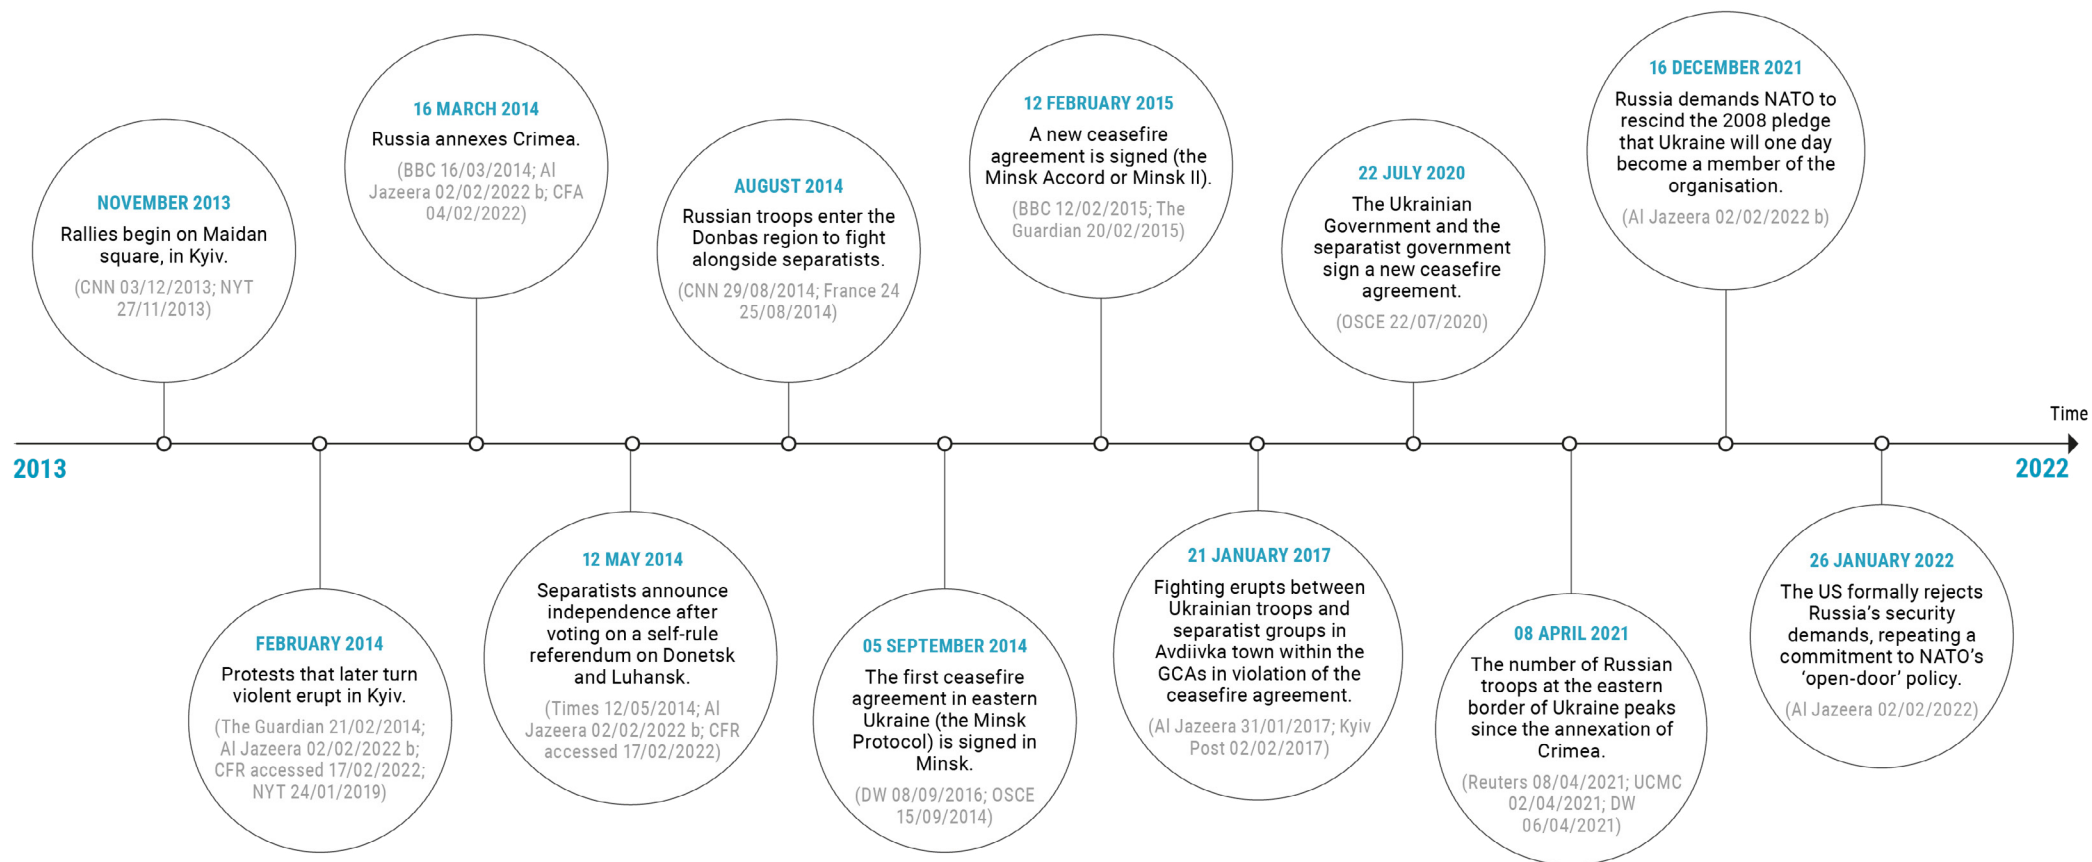 NOVEMBER 2013
Rallies begin on Maidan
square, in Kyiv.
(CNN 03/12/2013; NYT
27/11/2013)
FEBRUARY 2014
Protests that later turn
violent erupt in Kyiv.
(The Guardian 21/02/2014;
Al Jazeera 02/02/2022 b;
CFR accessed 17/02/2022;
NYT 24/01/2019)
16 MARCH 2014
Russia annexes Crimea.
(BBC 16/03/2014; Al
Jazeera 02/02/2022 b; CFA
04/02/2022)
12 MAY 2014
Separatists announce
independence after
voting on a self-rule
referendum on Donetsk
and Luhansk.
(Times 12/05/2014; Al
Jazeera 02/02/2022 b; CFR
accessed 17/02/2022)
AUGUST 2014
Russian troops enter the
Donbas region to fight
alongside separatists.
(CNN 29/08/2014; France 24
25/08/2014)
05 SEPTEMBER 2014
The first ceasefire
agreement in eastern
Ukraine (the Minsk
Protocol) is signed in
Minsk.
(DW 08/09/2016; OSCE
15/09/2014)
12 FEBRUARY 2015
A new ceasefire
agreement is signed (the
Minsk Accord or Minsk II).
(BBC 12/02/2015; The
Guardian 20/02/2015)
21 JANUARY 2017
Fighting erupts between
Ukrainian troops and
separatist groups in
Avdiivka town within the
GCAs in violation of the
ceasefire agreement.
(Al Jazeera 31/01/2017; Kyiv
Post 02/02/2017)
22 JULY 2020
The Ukrainian
Government and the
separatist government
sign a new ceasefire
agreement.
(OSCE 22/07/2020)
08 APRIL 2021
The number of Russian
troops at the eastern
border of Ukraine peaks
since the annexation of
Crimea.
(Reuters 08/04/2021; UCMC
02/04/2021; DW
06/04/2021)
16 DECEMBER 2021
Russia demands NATO to
rescind the 2008 pledge
that Ukraine will one day
become a member of the
organisation.
(Al Jazeera 02/02/2022 b)
26 JANUARY 2022
The US formally rejects
Russia's security
demands, repeating a
commitment to NATO's
'open-door' policy.
(Al Jazeera 02/02/2022)
Time
2013
2022